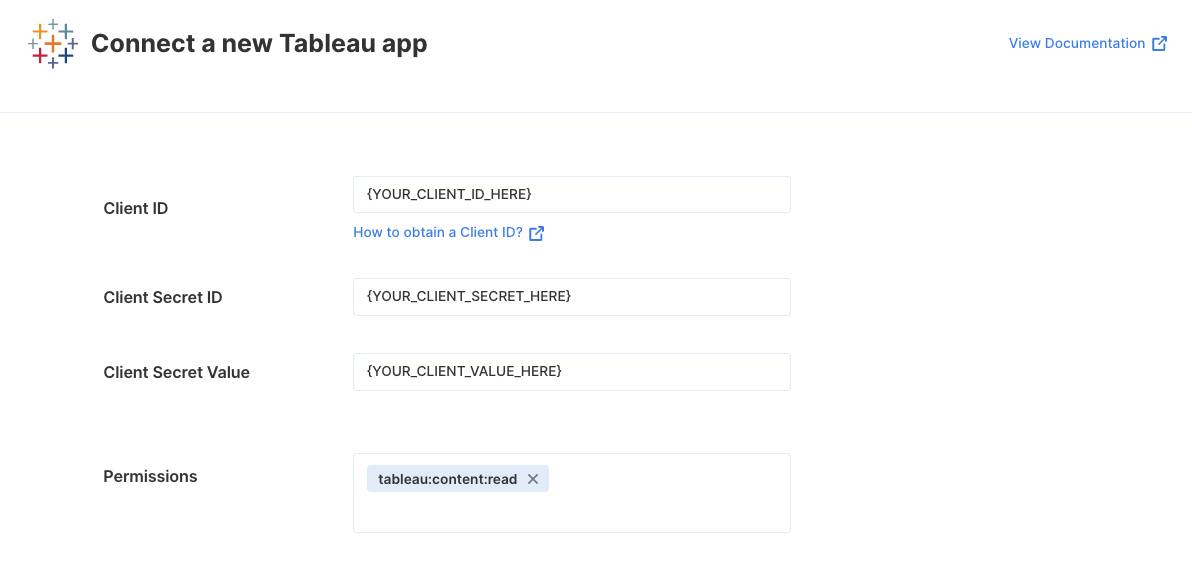 Connect a new Tableau app
View Documentation
Client ID
{YOUR_CLIENT_ID_HERE}
How to obtain a Client ID?
Client Secret ID
{YOUR_CLIENT_SECRET_HERE}
Client Secret Value
{YOUR_CLIENT_VALUE_HERE}
Permissions
tableau:content:read